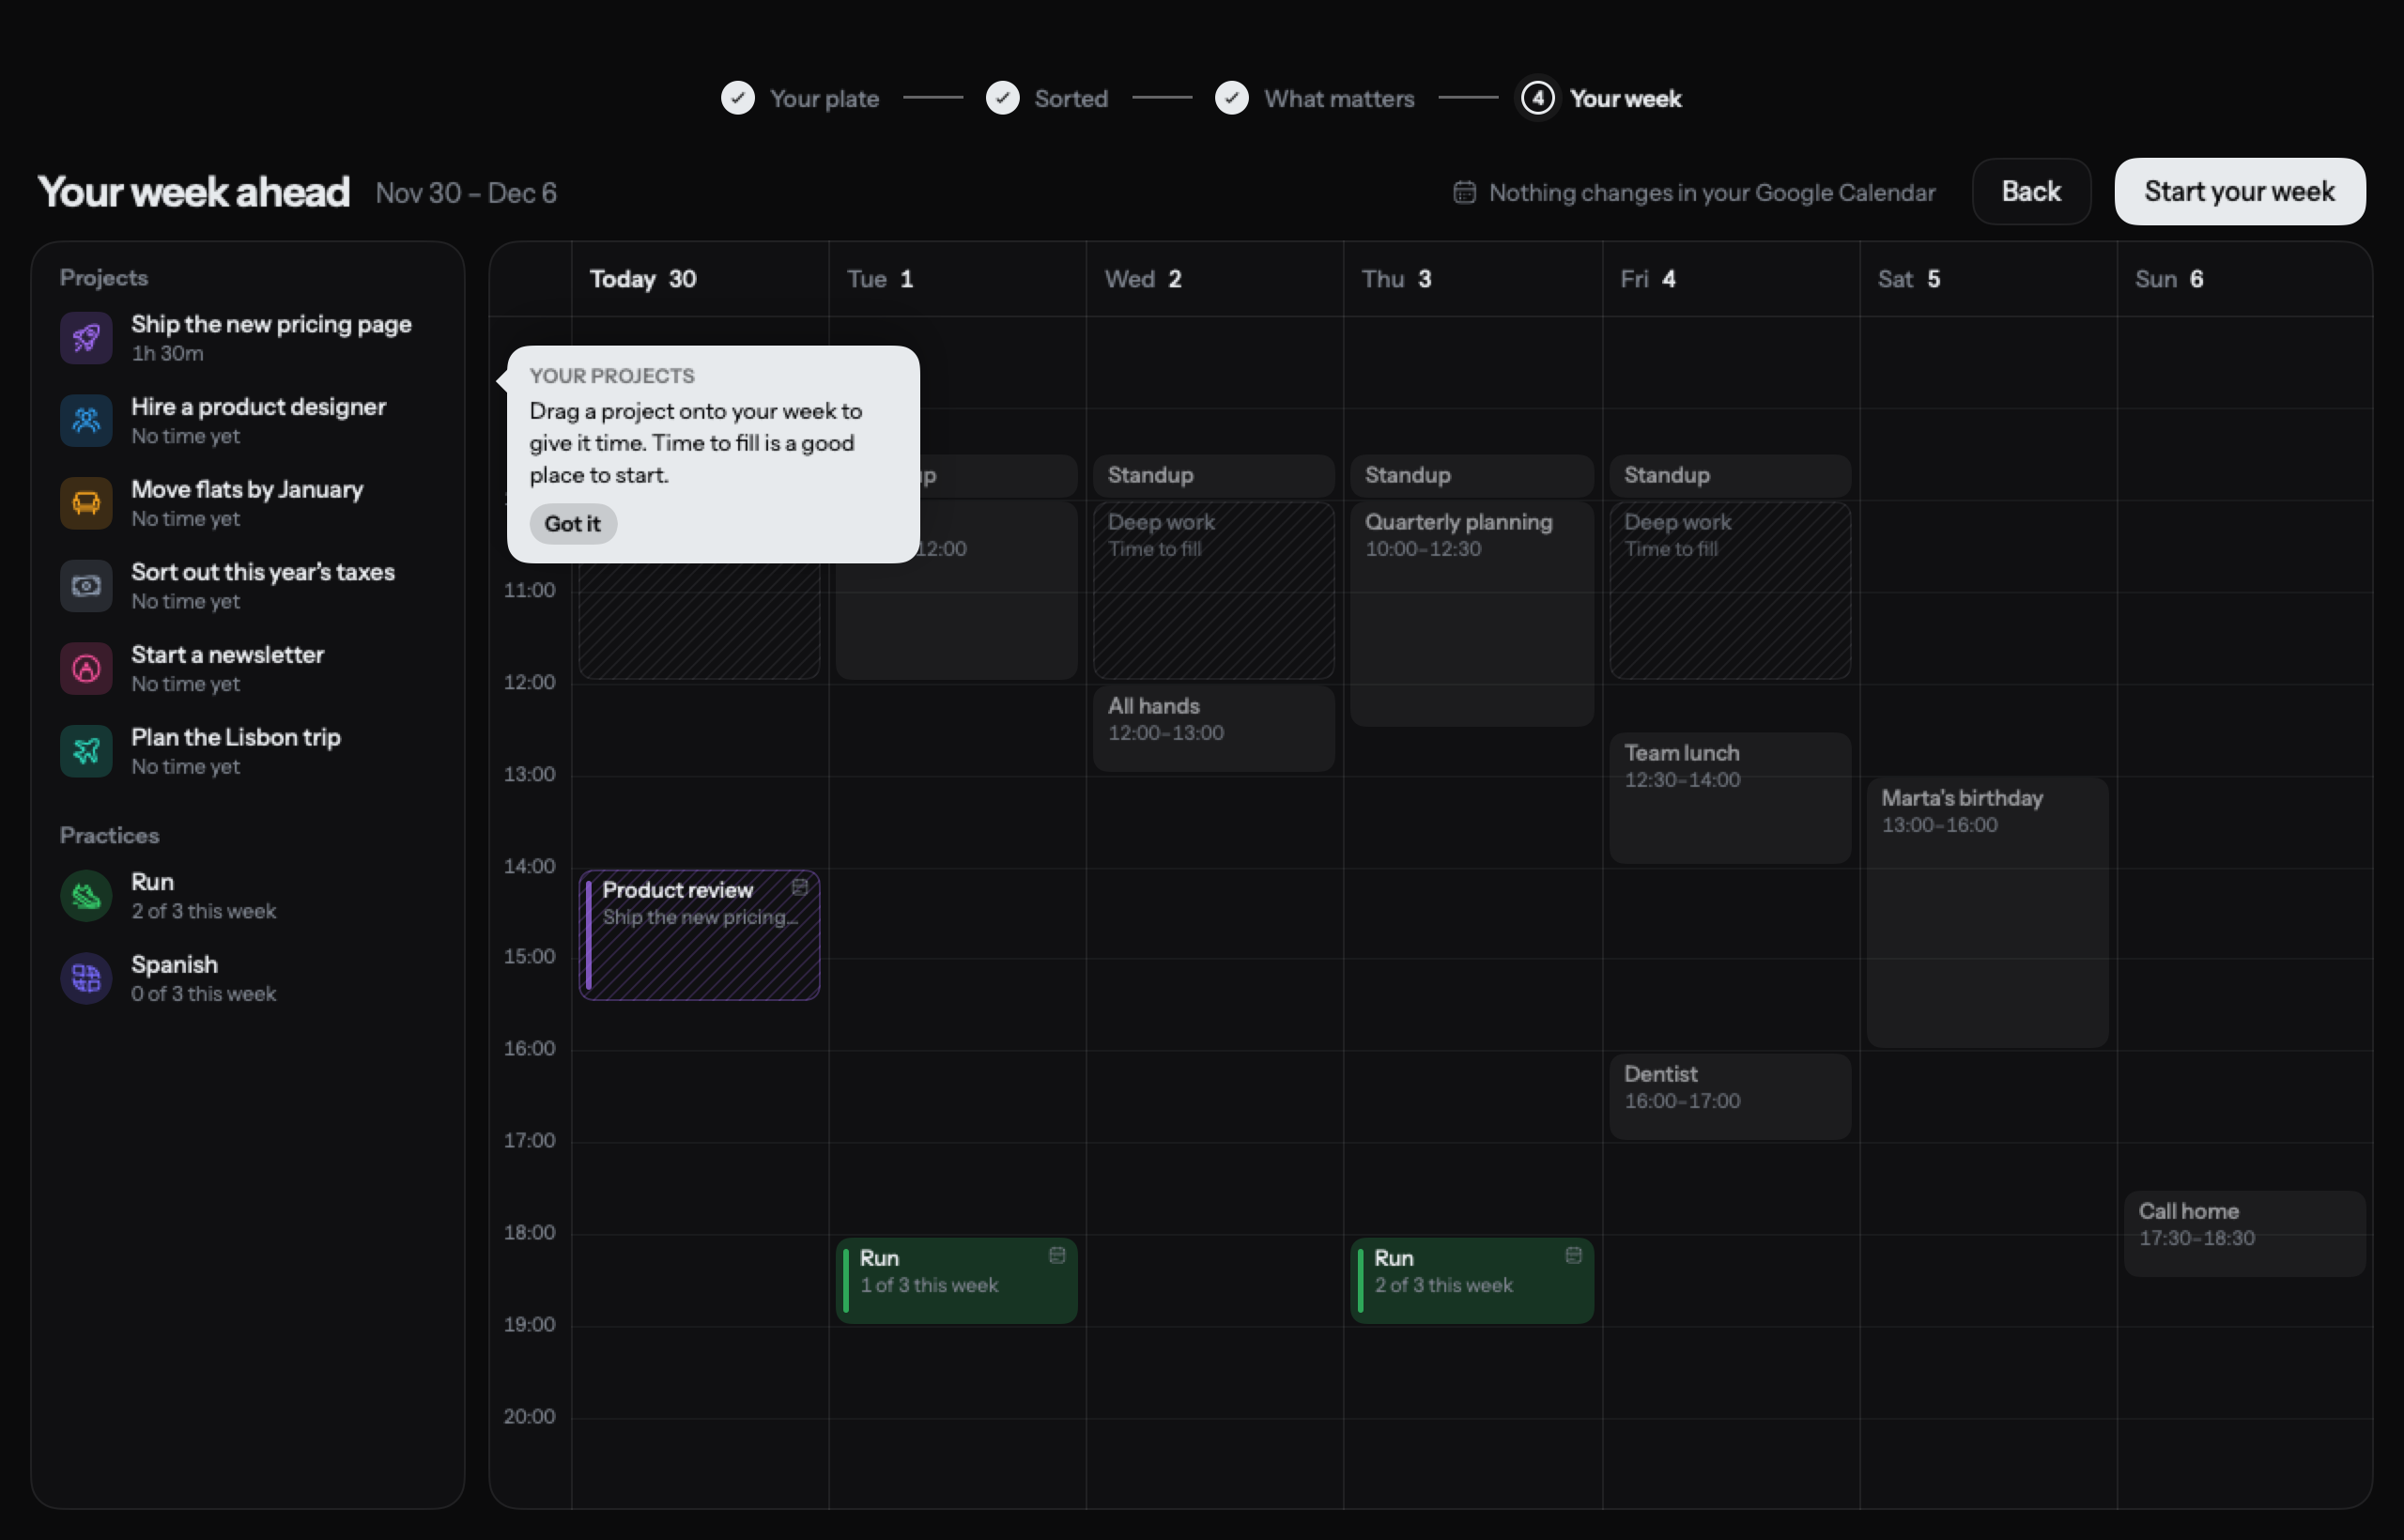 Your plate
Sorted
What matters
4 Your week
Your week ahead Nov 30 – Dec 6
Nothing changes in your Google Calendar
Back
Start your week
Projects
Ship the new pricing page
1h 30m
Hire a product designer
No time yet
Move flats by January
No time yet
Sort out this year’s taxes
No time yet
Start a newsletter
No time yet
Plan the Lisbon trip
No time yet
Practices
Run
2 of 3 this week
Spanish
0 of 3 this week
Today 30
Tue 1
Wed 2
Thu 3
Fri 4
Sat 5
Sun 6
YOUR PROJECTS
Drag a project onto your week to
give it time. Time to fill is a good
place to start.
Got it
11:00
12:00
13:00
14:00
15:00
16:00
17:00
18:00
19:00
20:00
Product review
Ship the new pricing...
12:00
Run
1 of 3 this week
Standup
Deep work
Time to fill
All hands
12:00–13:00
Standup
Quarterly planning
10:00–12:30
Run
2 of 3 this week
Standup
Deep work
Time to fill
Team lunch
12:30–14:00
Dentist
16:00–17:00
Marta’s birthday
13:00–16:00
Call home
17:30–18:30